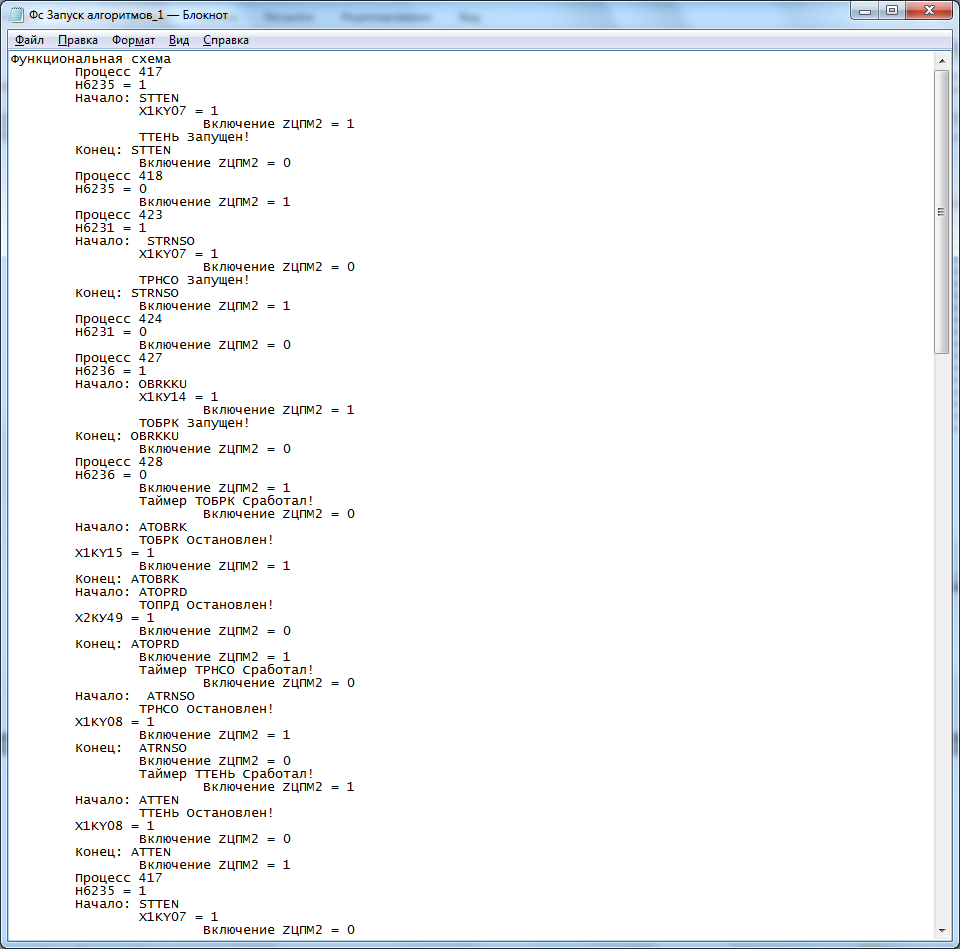 Фс Запуск алгоритмов_1 — Блокнот
Файл Правка Формат Вид Справка
Функциональная схема
Процесс 417
H6235 = 1
Начало: STTEN
X1KY07 = 1
Включение ZЦПМ2 = 1
ТТЕНЬ Запущен!
Конец: STTEN
Включение ZЦПМ2 = 0
Процесс 418
H6235 = 0
Включение ZЦПМ2 = 1
Процесс 423
H6231 = 1
Начало:  STRNSO
X1KY07 = 1
Включение ZЦПМ2 = 0
ТРНСО Запущен!
Конец: STRNSO
Включение ZЦПМ2 = 1
Процесс 424
H6231 = 0
Включение ZЦПМ2 = 0
Процесс 427
H6236 = 1
Начало: OBRKKU
X1КУ14 = 1
Включение ZЦПМ2 = 1
ТОБРК Запущен!
Конец: OBRKKU
Включение ZЦПМ2 = 0
Процесс 428
H6236 = 0
Включение ZЦПМ2 = 1
Таймер ТОБРК Сработал!
Включение ZЦПМ2 = 0
Начало: ATOBRK
ТОБРК Остановлен!
X1KY15 = 1
Включение ZЦПМ2 = 1
Конец: ATOBRK
Начало: ATOPRD
ТОПРД Остановлен!
X2КУ49 = 1
Включение ZЦПМ2 = 0
Конец: ATOPRD
Включение ZЦПМ2 = 1
Таймер ТРНСО Сработал!
Включение ZЦПМ2 = 0
Начало:  ATRNSO
ТРНСО Остановлен!
X1KY08 = 1
Включение ZЦПМ2 = 1
Конец:  ATRNSO
Включение ZЦПМ2 = 0
Таймер ТТЕНЬ Сработал!
Включение ZЦПМ2 = 1
Начало: ATTEN
ТТЕНЬ Остановлен!
X1KY08 = 1
Включение ZЦПМ2 = 0
Конец: ATTEN
Включение ZЦПМ2 = 1
Процесс 417
H6235 = 1
Начало: STTEN
X1KY07 = 1
Включение ZЦПМ2 = 0